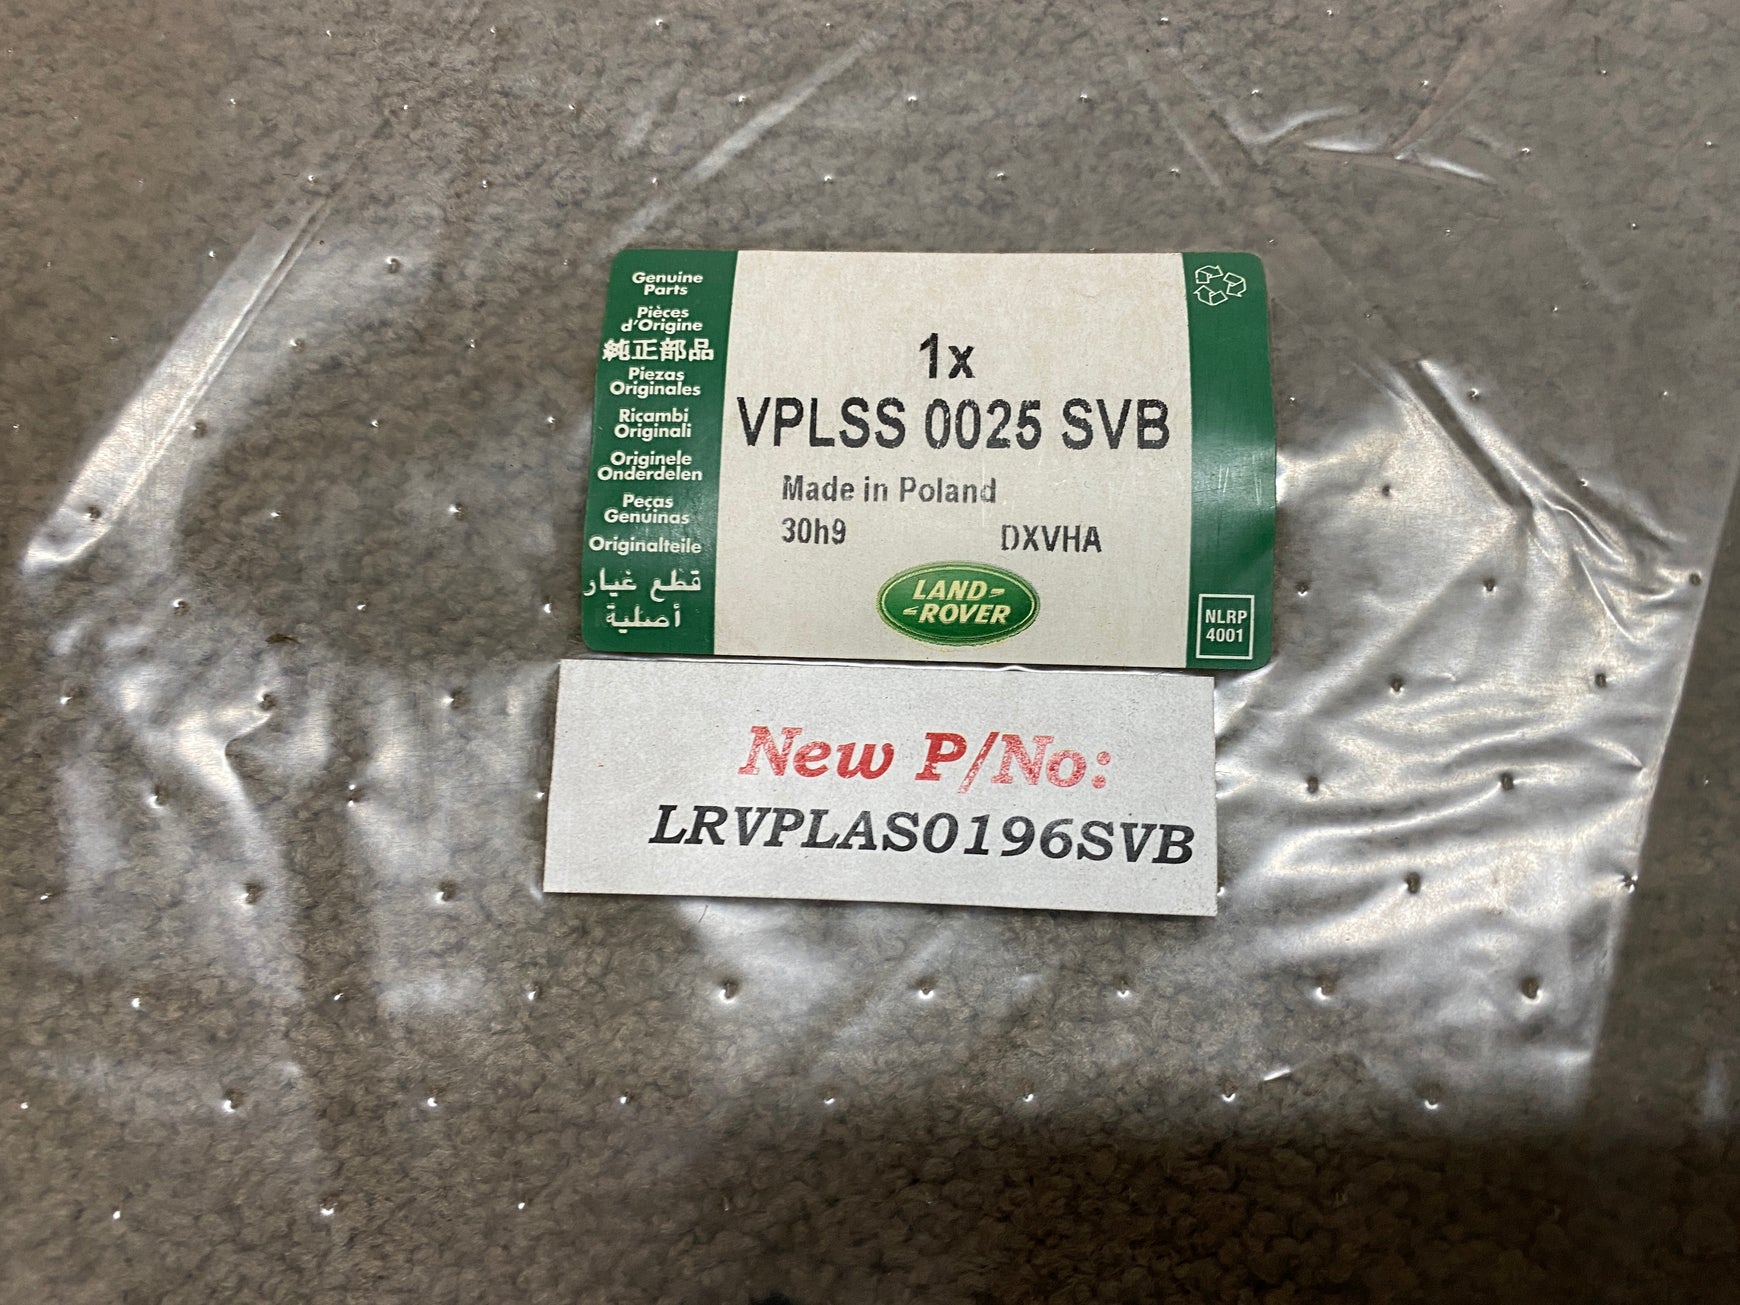 Genuine
Parts
Pièces
d'Origine
純正部品
Piezas
Originales
Ricambi
Originali
Originele
Onderdelen
Peças
Genuínas
Originalteile
قطع غيار
أصلية
1x
VPLSS 0025 SVB
Made in Poland
30h9 DXVHA
LAND-
ROVER
NLRP
4001
New P/No:
LRVPLAS0196SVB